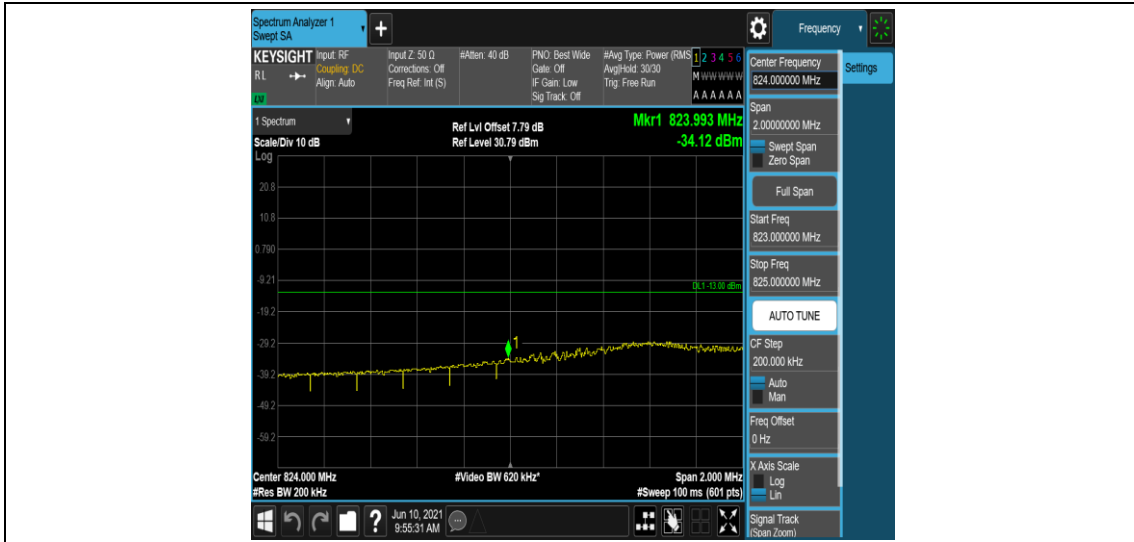 Spectrum Analyzer 1
Swept SA
+
Frequency
KEYSIGHT
RL
LXI
Input: RF
Coupling: DC
Align: Auto
Input Z: 50 Ω
Corrections: Off
Freq Ref: Int (S)
#Atten: 40 dB
PNO: Best Wide
Gate: Off
IF Gain: Low
Sig Track: Off
#Avg Type: Power (RMS
Avg|Hold: 30/30
Trig: Free Run
1 2 3 4 5 6
M W W W W W
A A A A A A
1 Spectrum
Scale/Div 10 dB
Log
Ref Lvl Offset 7.79 dB
Ref Level 30.79 dBm
Mkr1 823.993 MHz
-34.12 dBm
20.8
10.8
0.790
-9.21
-19.2
-29.2
-39.2
-49.2
-59.2
DL1 -13.00 dBm
1
Center 824.000 MHz
#Res BW 200 kHz
#Video BW 620 kHz*
Span 2.000 MHz
#Sweep 100 ms (601 pts)
?
Jun 10, 2021
9:55:31 AM
Center Frequency
824.000000 MHz
Settings
Span
2.00000000 MHz
Swept Span
Zero Span
Full Span
Start Freq
823.000000 MHz
Stop Freq
825.000000 MHz
AUTO TUNE
CF Step
200.000 kHz
Auto
Man
Freq Offset
0 Hz
X Axis Scale
Log
Lin
Signal Track
(Span Zoom)